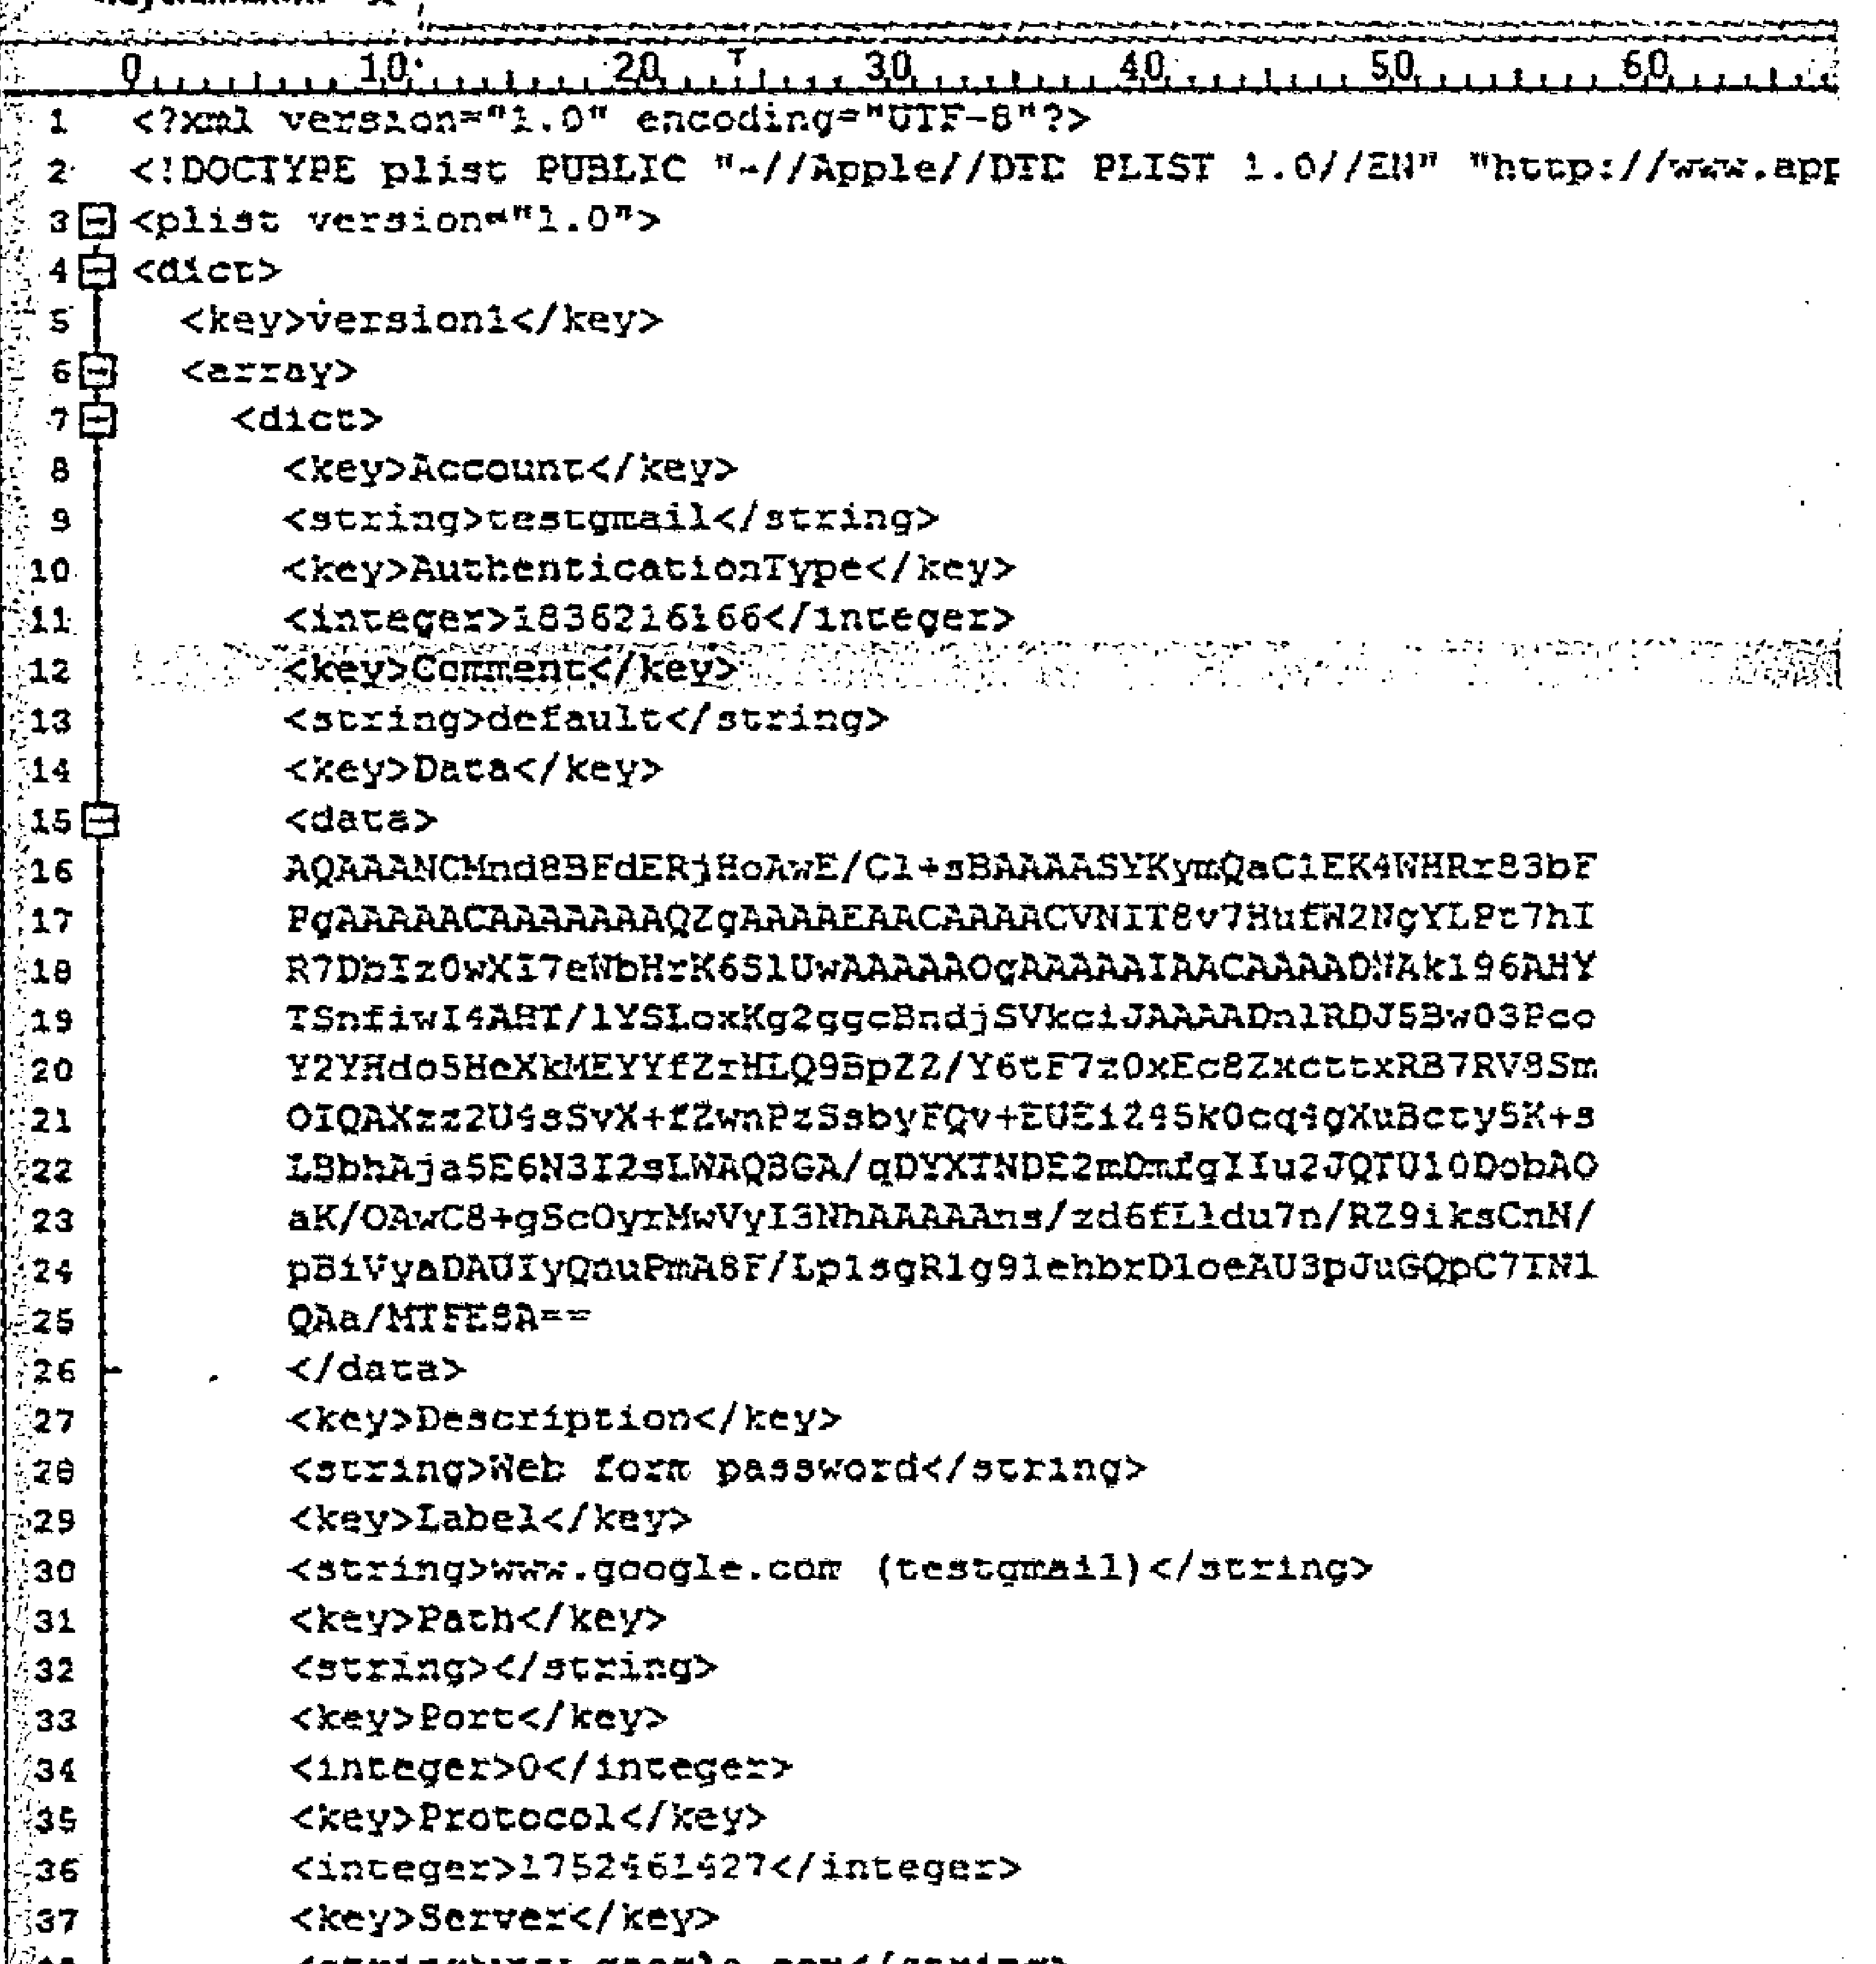 0 10 20 30 40 50 60
1 <?xml version="1.0" encoding="UTF-8"?>
2 <!DOCTYPE plist PUBLIC "-//Apple//DTD PLIST 1.0//EN" "http://www.app
3 <plist version="1.0">
4 <dict>
5 <key>version1</key>
6 <array>
7 <dict>
8 <key>Account</key>
9 <string>testgmail</string>
10 <key>AuthenticationType</key>
11 <integer>1836216166</integer>
12 <key>Comment</key>
13 <string>default</string>
14 <key>Data</key>
15 <data>
16 AQAAANCMnd8BFdERjHoAwE/Cl+sBAAAASYKymQaC1EK4WHRr83bF
17 FgAAAAACAAAAAAAQZgAAAAEAACAAAACVNIT8v7HufW2NgYLPt7hI
18 R7DbIz0wXI7eWbHrK6SlUwAAAAAOgAAAAAIAACAAAADNAk196AHY
19 TSnfiwI4AHT/lYSLoxKg2ggcBndjSVkciJAAAADnlRDJ5Bw03Pco
20 Y2YHdo5HeXkMEYYfZrHLQ9BpZ2/Y6tF7z0xEc8ZxcttxRB7RV8Sm
21 OIQAXzz2U4sSvX+fZwnPzSsbyFQv+EUEi245k0cq4gXuBcty5K+s
22 LBbhAja5E6N3I2sLWAQBGA/qDYXTNDE2mDmfgIIu2JQTU10DobAO
23 aK/OAwC8+gScOyrMwVyI3NhAAAAAns/zd6fLldu7n/RZ9iksCnN/
24 pBiVyaDAUIyQnuPmA8F/Lp1sgRlg91ehbrDloeAU3pJuGQpC7TN1
25 QAa/MTFESA==
26 </data>
27 <key>Description</key>
28 <string>Web form password</string>
29 <key>Label</key>
30 <string>www.google.com (testgmail)</string>
31 <key>Path</key>
32 <string></string>
33 <key>Port</key>
34 <integer>0</integer>
35 <key>Protocol</key>
36 <integer>1752461427</integer>
37 <key>Server</key>